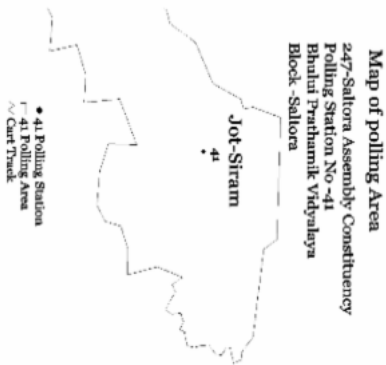 Map of polling Area
247-Saltora Assembly Constituency
Polling Station No -41
Bhului Prathamik Vidyalaya
Block -Saltora
Jot-Siram
41
41 Polling Station
41 Polling Area
Cart Track